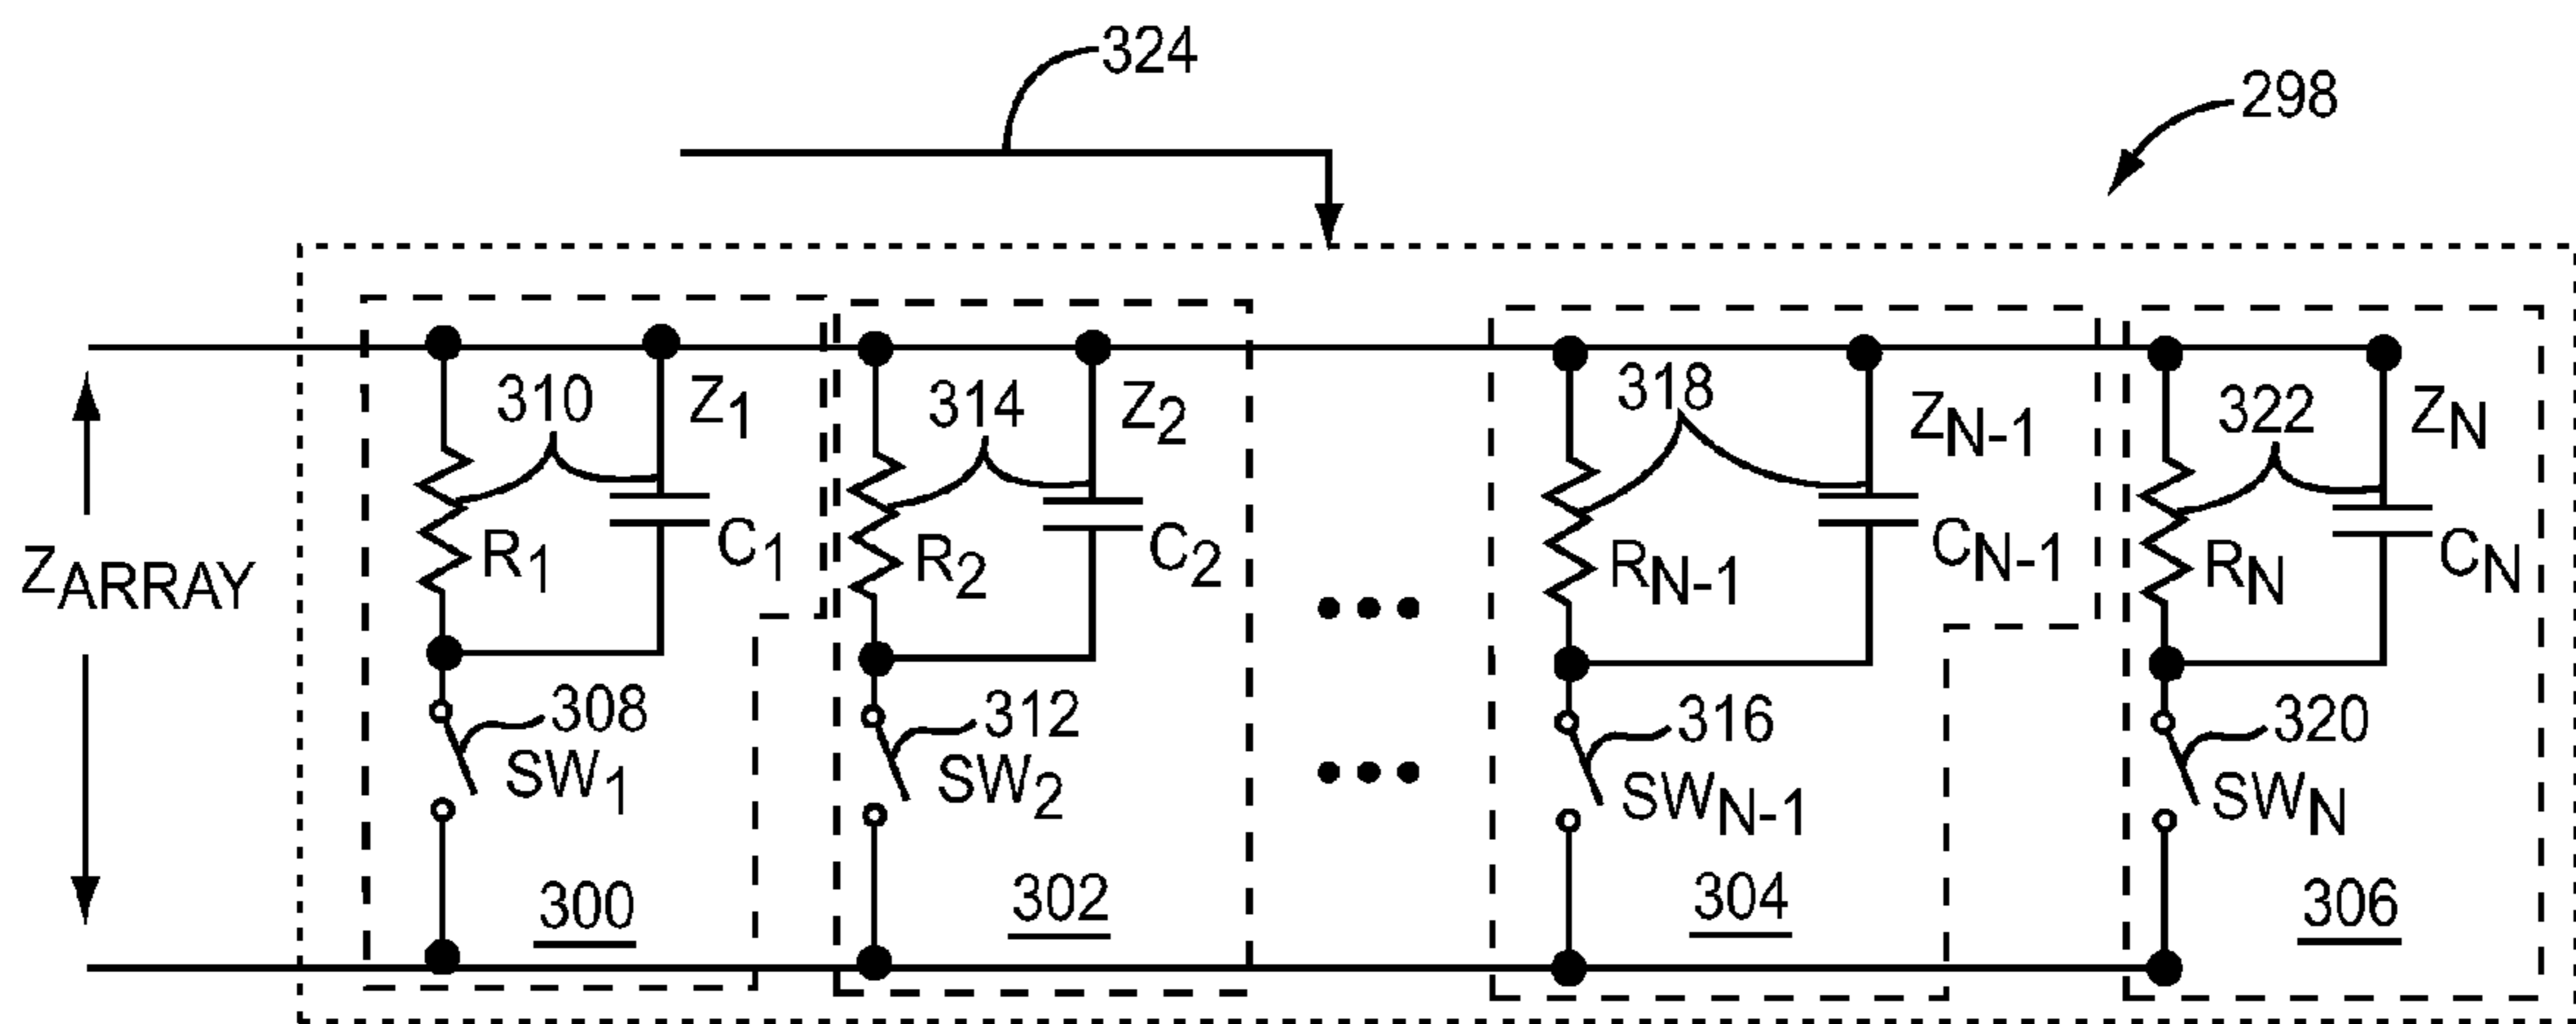 324
298
310
Z1
314
Z2
318
ZN-1
322
ZN
ZARRAY
R1
C1
R2
C2
•••
RN-1
CN-1
RN
CN
308
SW1
312
SW2
•••
316
SWN-1
320
SWN
300
302
304
306